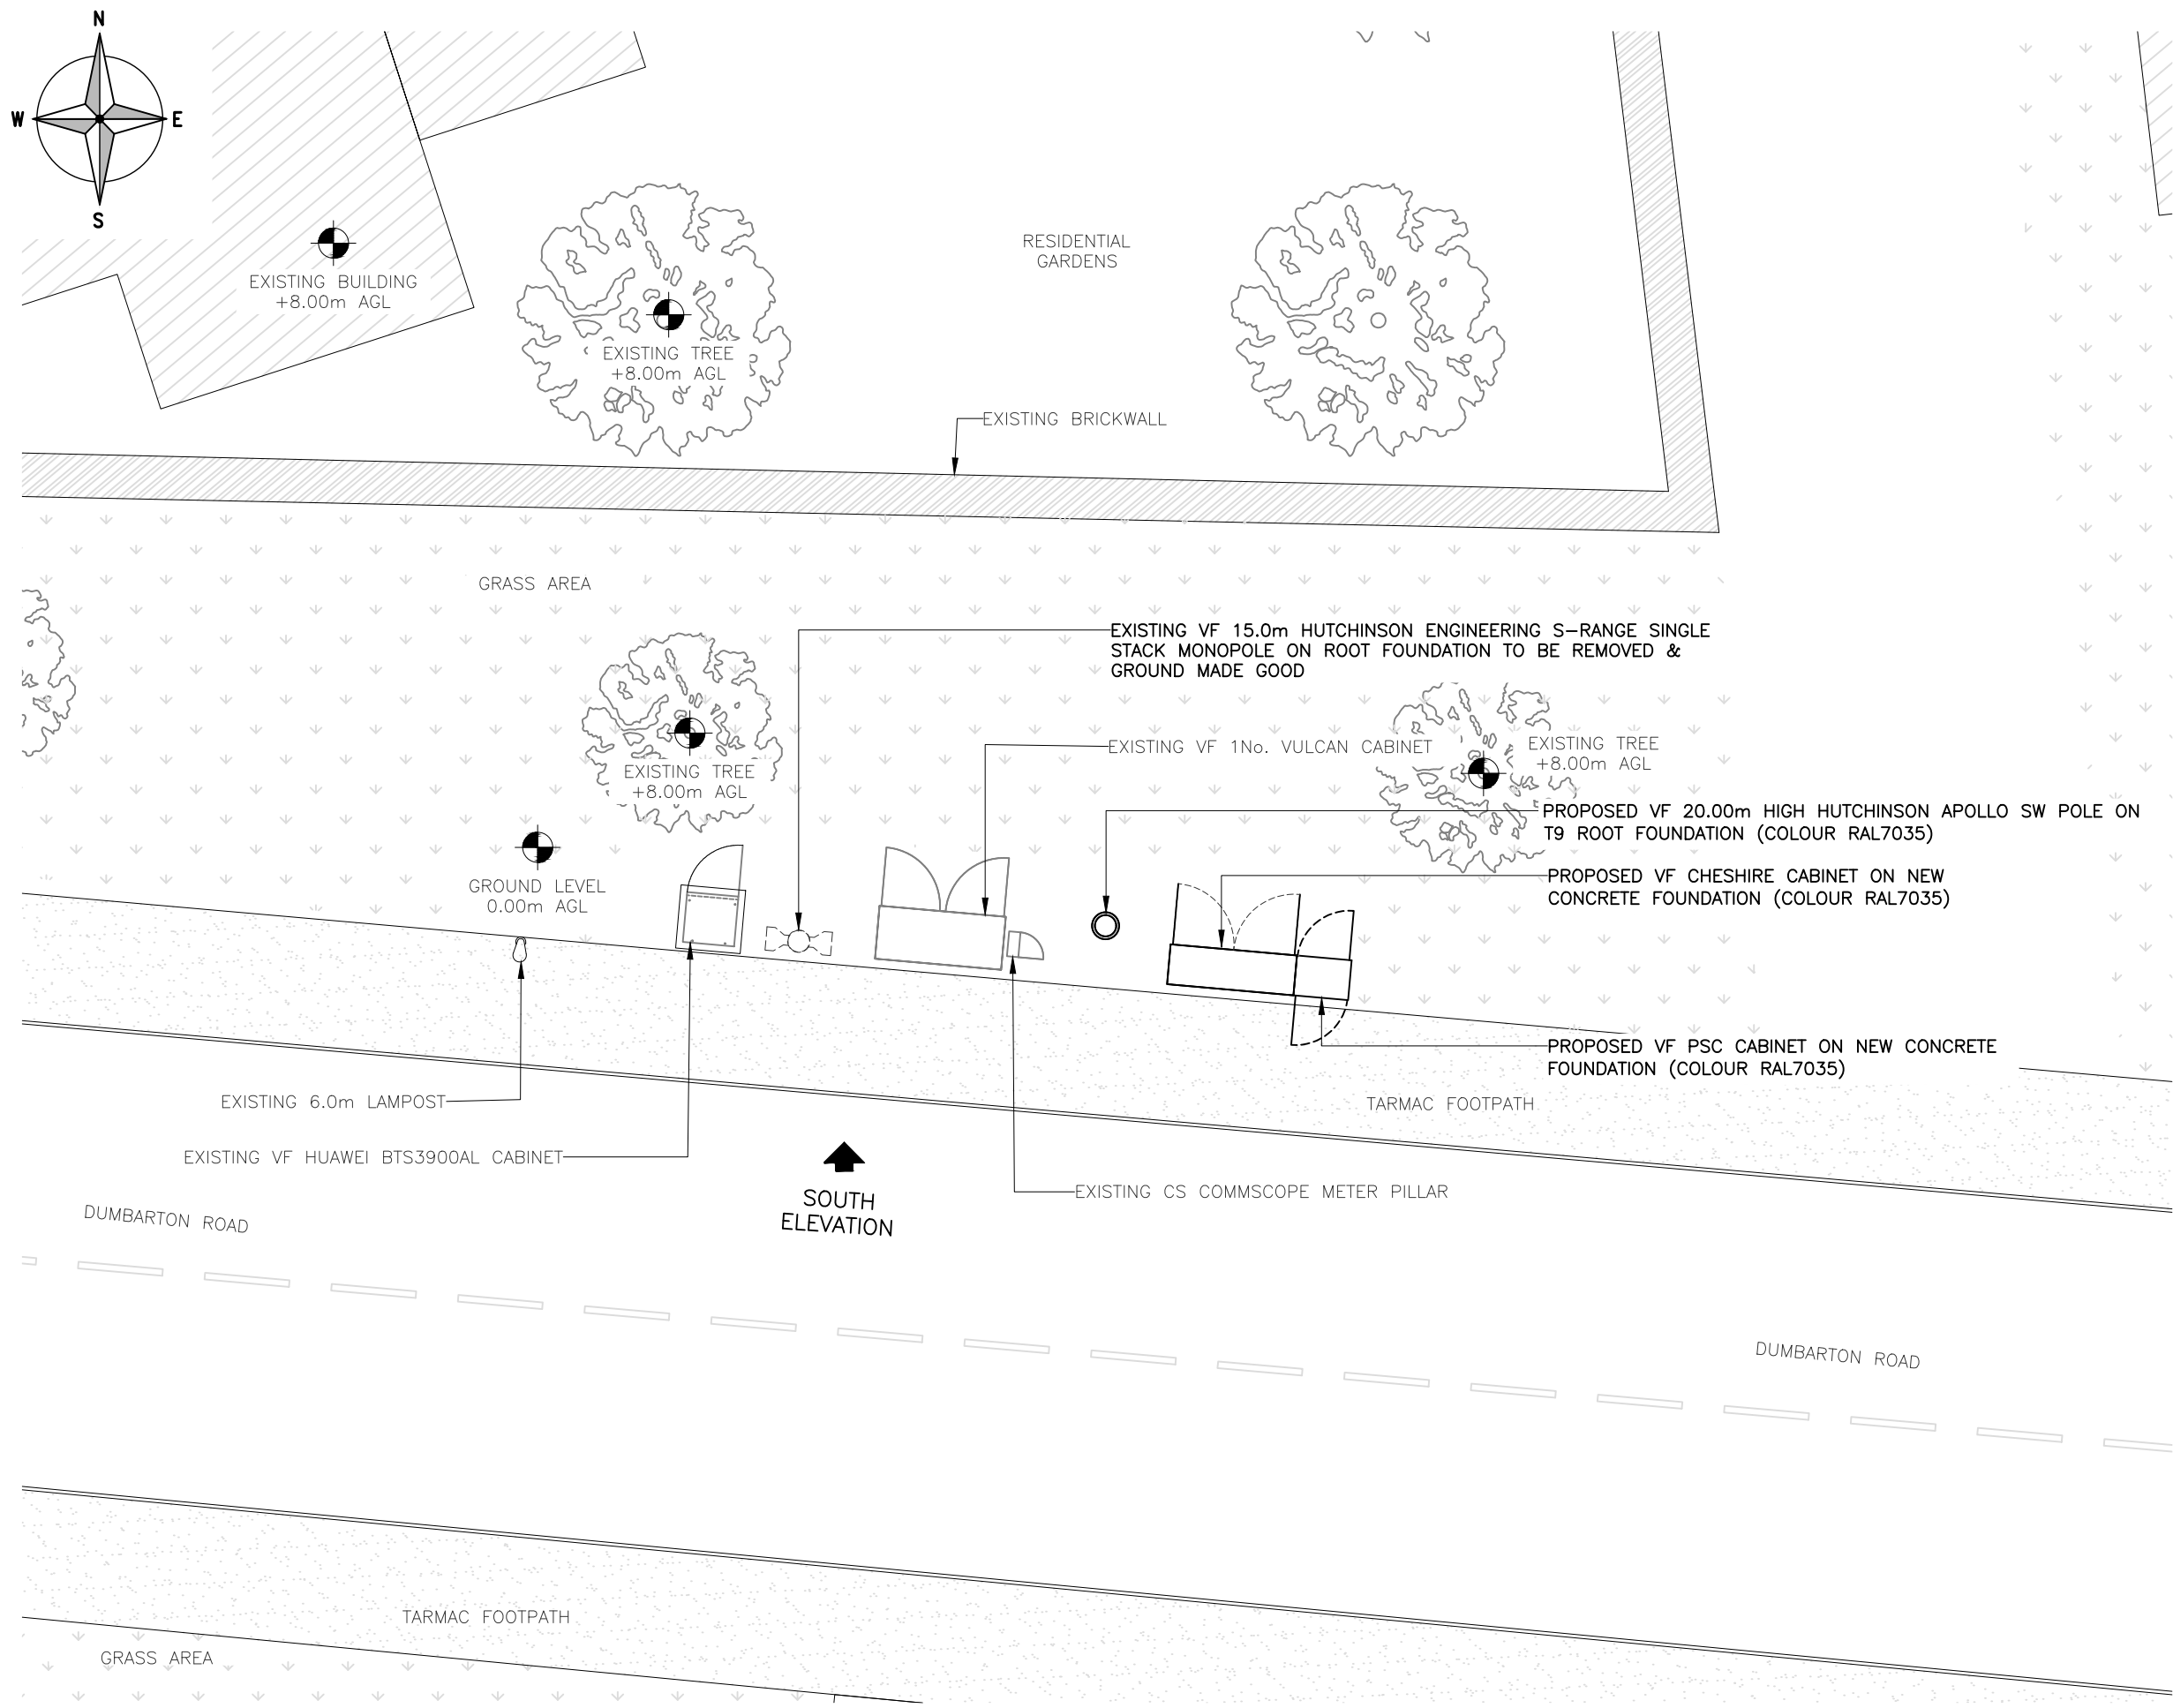 N
W
E
S
EXISTING BUILDING
+8.00m AGL
RESIDENTIAL
GARDENS
EXISTING TREE
+8.00m AGL
EXISTING BRICKWALL
GRASS AREA
EXISTING VF 15.0m HUTCHINSON ENGINEERING S-RANGE SINGLE
STACK MONOPOLE ON ROOT FOUNDATION TO BE REMOVED &
GROUND MADE GOOD
EXISTING VF 1No. VULCAN CABINET
EXISTING TREE
+8.00m AGL
EXISTING TREE
+8.00m AGL
PROPOSED VF 20.00m HIGH HUTCHINSON APOLLO SW POLE ON
T9 ROOT FOUNDATION (COLOUR RAL7035)
PROPOSED VF CHESHIRE CABINET ON NEW
CONCRETE FOUNDATION (COLOUR RAL7035)
GROUND LEVEL
0.00m AGL
PROPOSED VF PSC CABINET ON NEW CONCRETE
FOUNDATION (COLOUR RAL7035)
EXISTING 6.0m LAMPOST
TARMAC FOOTPATH
EXISTING VF HUAWEI BTS3900AL CABINET
EXISTING CS COMMSCOPE METER PILLAR
SOUTH
ELEVATION
DUMBARTON ROAD
DUMBARTON ROAD
TARMAC FOOTPATH
GRASS AREA